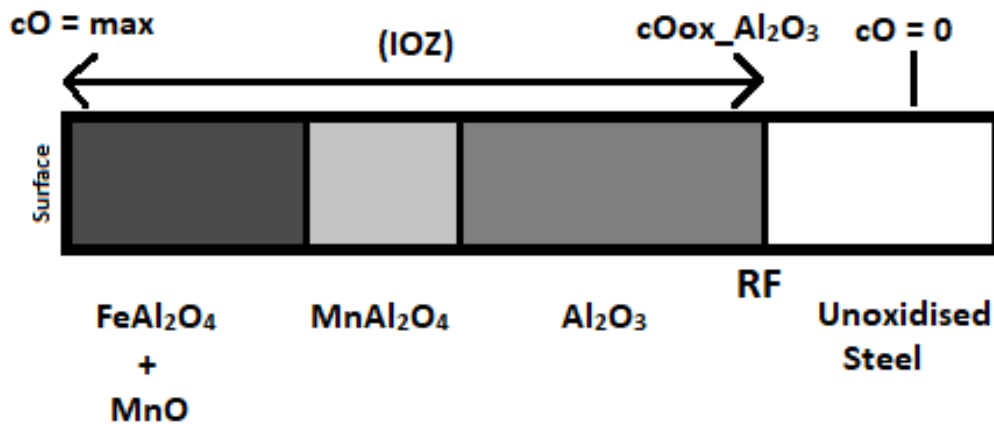 cO = max
(IOZ)
cOox_Al₂O₃
cO = 0
Surface
RF
FeAl₂O₄
+
MnO
MnAl₂O₄
Al₂O₃
Unoxidised
Steel